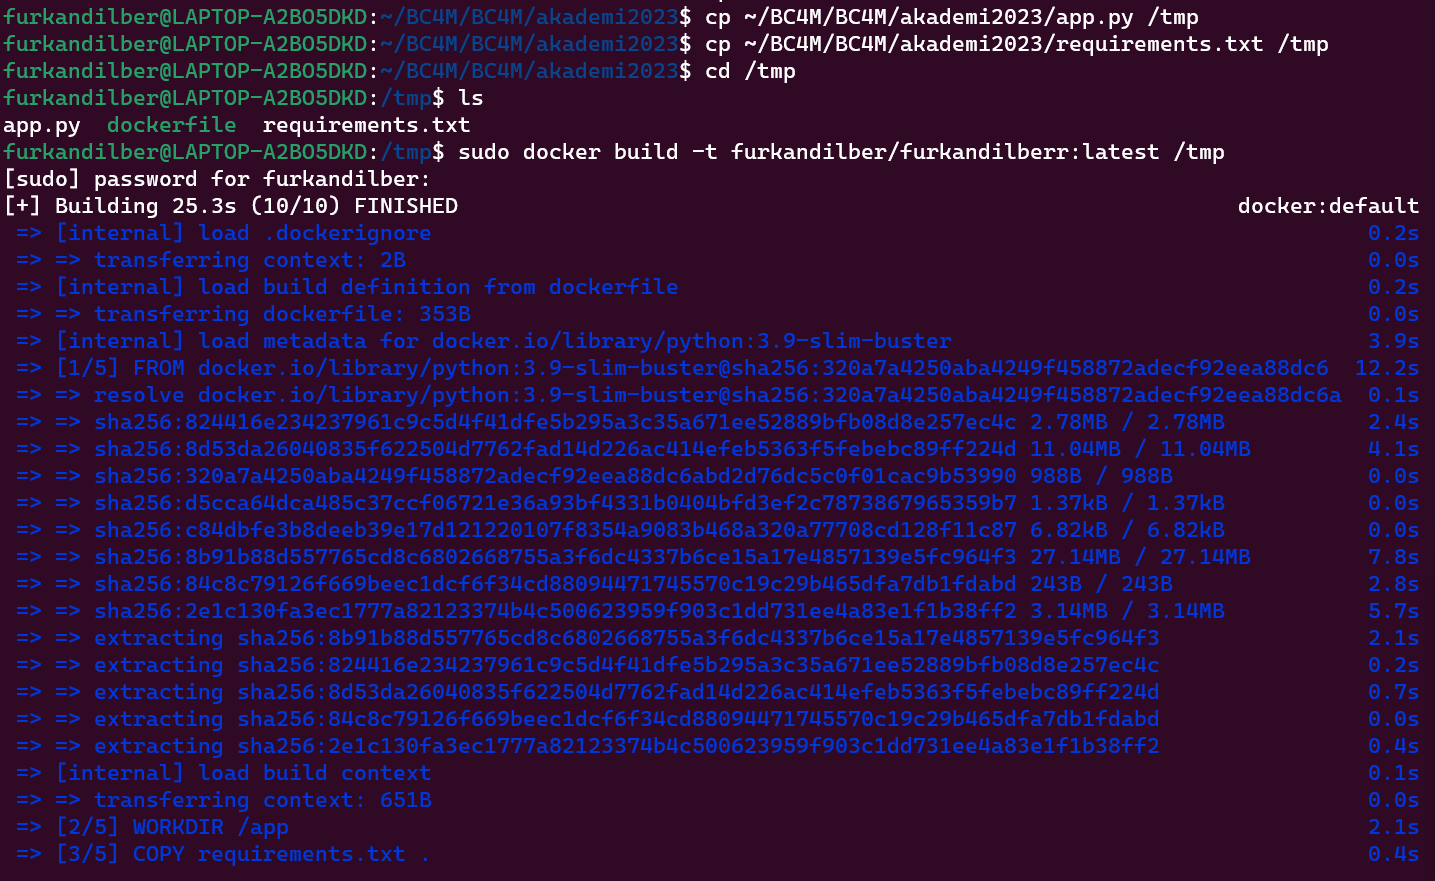 furkandilber@LAPTOP-A2BO5DKD:~/BC4M/BC4M/akademi2023$ cp ~/BC4M/BC4M/akademi2023/app.py /tmp
furkandilber@LAPTOP-A2BO5DKD:~/BC4M/BC4M/akademi2023$ cp ~/BC4M/BC4M/akademi2023/requirements.txt /tmp
furkandilber@LAPTOP-A2BO5DKD:~/BC4M/BC4M/akademi2023$ cd /tmp
furkandilber@LAPTOP-A2BO5DKD:/tmp$ ls
app.py  dockerfile  requirements.txt
furkandilber@LAPTOP-A2BO5DKD:/tmp$ sudo docker build -t furkandilber/furkandilberr:latest /tmp
[sudo] password for furkandilber:
[+] Building 25.3s (10/10) FINISHED docker:default
=> [internal] load .dockerignore 0.2s
=> => transferring context: 2B 0.0s
=> [internal] load build definition from dockerfile 0.2s
=> => transferring dockerfile: 353B 0.0s
=> [internal] load metadata for docker.io/library/python:3.9-slim-buster 3.9s
=> [1/5] FROM docker.io/library/python:3.9-slim-buster@sha256:320a7a4250aba4249f458872adecf92eea88dc6 12.2s
=> => resolve docker.io/library/python:3.9-slim-buster@sha256:320a7a4250aba4249f458872adecf92eea88dc6a 0.1s
=> => sha256:824416e234237961c9c5d4f41dfe5b295a3c35a671ee52889bfb08d8e257ec4c 2.78MB / 2.78MB 2.4s
=> => sha256:8d53da26040835f622504d7762fad14d226ac414efeb5363f5febebc89ff224d 11.04MB / 11.04MB 4.1s
=> => sha256:320a7a4250aba4249f458872adecf92eea88dc6abd2d76dc5c0f01cac9b53990 988B / 988B 0.0s
=> => sha256:d5cca64dca485c37ccf06721e36a93bf4331b0404bfd3ef2c7873867965359b7 1.37kB / 1.37kB 0.0s
=> => sha256:c84dbfe3b8deeb39e17d121220107f8354a9083b468a320a77708cd128f11c87 6.82kB / 6.82kB 0.0s
=> => sha256:8b91b88d557765cd8c6802668755a3f6dc4337b6ce15a17e4857139e5fc964f3 27.14MB / 27.14MB 7.8s
=> => sha256:84c8c79126f669beec1dcf6f34cd88094471745570c19c29b465dfa7db1fdabd 243B / 243B 2.8s
=> => sha256:2e1c130fa3ec1777a82123374b4c500623959f903c1dd731ee4a83e1f1b38ff2 3.14MB / 3.14MB 5.7s
=> => extracting sha256:8b91b88d557765cd8c6802668755a3f6dc4337b6ce15a17e4857139e5fc964f3 2.1s
=> => extracting sha256:824416e234237961c9c5d4f41dfe5b295a3c35a671ee52889bfb08d8e257ec4c 0.2s
=> => extracting sha256:8d53da26040835f622504d7762fad14d226ac414efeb5363f5febebc89ff224d 0.7s
=> => extracting sha256:84c8c79126f669beec1dcf6f34cd88094471745570c19c29b465dfa7db1fdabd 0.0s
=> => extracting sha256:2e1c130fa3ec1777a82123374b4c500623959f903c1dd731ee4a83e1f1b38ff2 0.4s
=> [internal] load build context 0.1s
=> => transferring context: 651B 0.0s
=> [2/5] WORKDIR /app 2.1s
=> [3/5] COPY requirements.txt . 0.4s